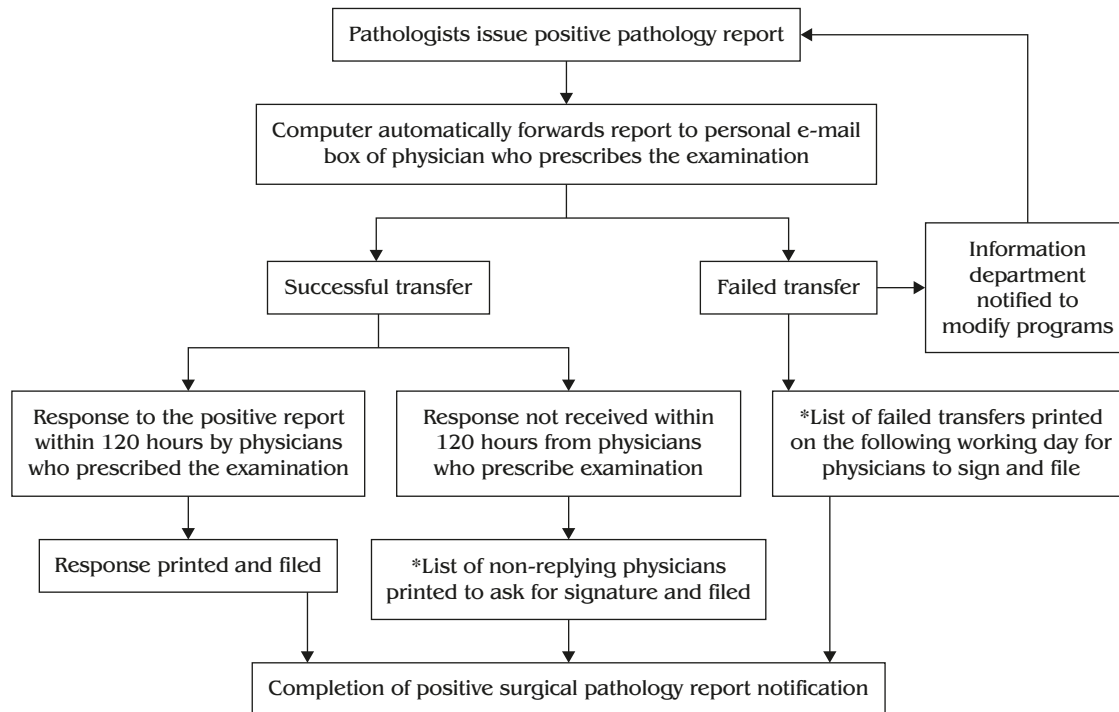 Pathologists issue positive pathology report
Computer automatically forwards report to personal e-mail
box of physician who prescribes the examination
Successful transfer
Failed transfer
Information
department
notified to
modify programs
Response to the positive report
within 120 hours by physicians
who prescribed the examination
Response not received within
120 hours from physicians
who prescribe examination
*List of failed transfers printed
on the following working day for
physicians to sign and file
Response printed and filed
*List of non-replying physicians
printed to ask for signature and filed
Completion of positive surgical pathology report notification